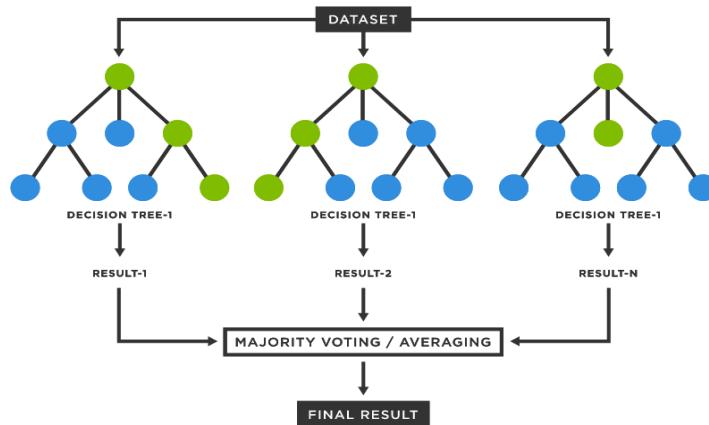 DATASET
DECISION TREE-1
DECISION TREE-1
DECISION TREE-1
RESULT-1
RESULT-2
RESULT-N
MAJORITY VOTING / AVERAGING
FINAL RESULT